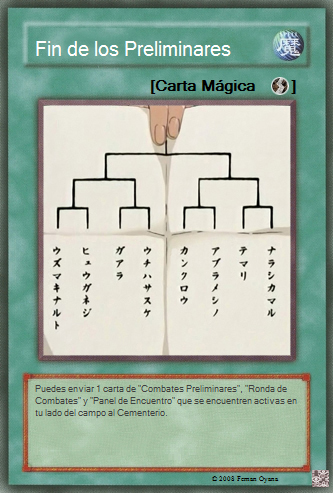 Fin de los Preliminares
魔
[Carta Mágica ]
ナラシカマル
テマリ
アブラメシノ
カンクロウ
ウチハサスケ
ガアラ
ヒュウガネジ
ウズマキナルト
Puedes enviar 1 carta de "Combates Preliminares", "Ronda de
Combates" y "Panel de Encuentro" que se encuentren activas en
tu lado del campo al Cementerio.